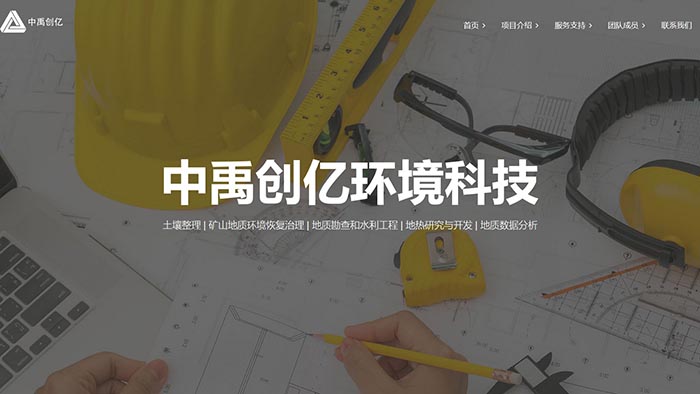 中禹创亿
首页 >
项目介绍 >
服务支持 >
团队成员 >
联系我们
中禹创亿环境科技
土壤整理 | 矿山地质环境恢复治理 | 地质勘查和水利工程 | 地热研究与开发 | 地质数据分析